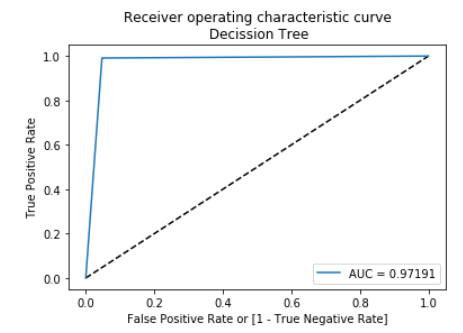 Receiver operating characteristic curve
Decission Tree
True Positive Rate
1.0
0.8
0.6
0.4
0.2
0.0
AUC = 0.97191
0.0 0.2 0.4 0.6 0.8 1.0
False Positive Rate or [1 - True Negative Rate]